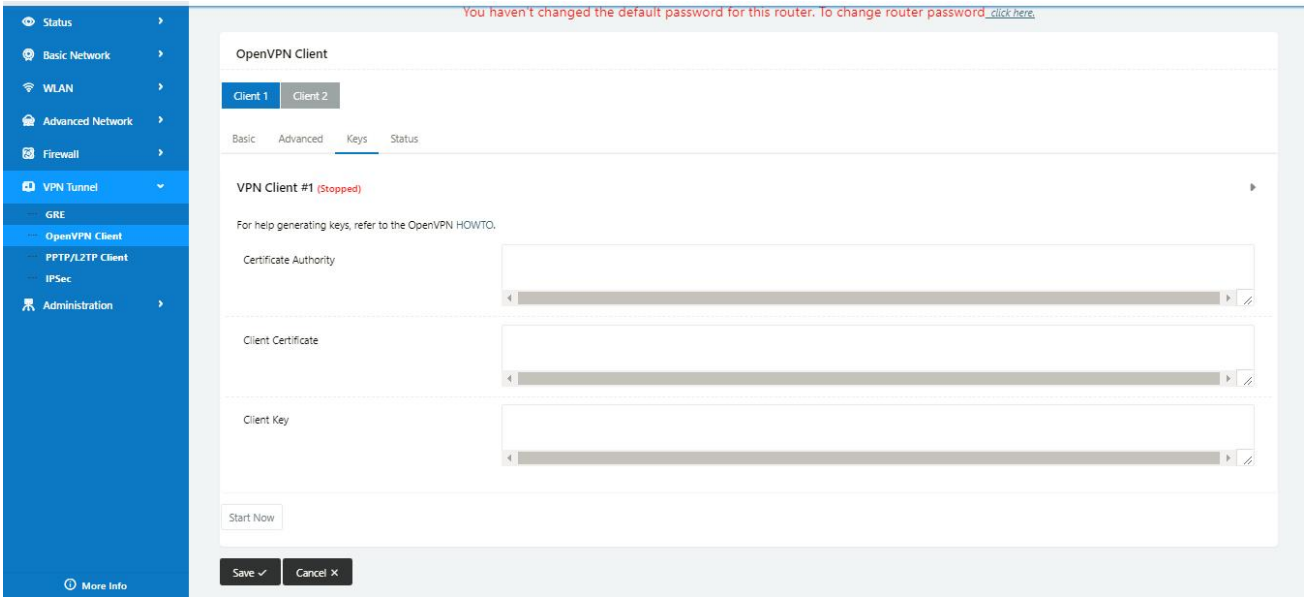 You haven't changed the default password for this router. To change router password click here.
Status
Basic Network
WLAN
Advanced Network
Firewall
VPN Tunnel
GRE
OpenVPN Client
PPTP/L2TP Client
IPSec
Administration
More Info
OpenVPN Client
Client 1 Client 2
Basic Advanced Keys Status
VPN Client #1 (Stopped)
For help generating keys, refer to the OpenVPN HOWTO.
Certificate Authority
Client Certificate
Client Key
Start Now
Save Cancel